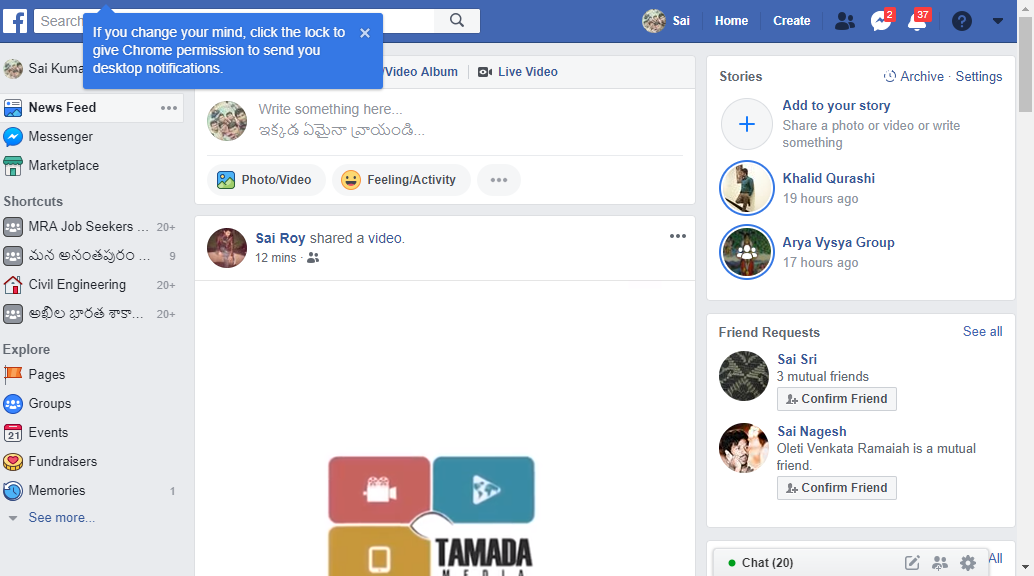 Search
Sai
Home
Create
2
37
If you change your mind, click the lock to
give Chrome permission to send you
desktop notifications.
Sai Kuma
News Feed
Messenger
Marketplace
Shortcuts
MRA Job Seekers ... 20+
మన అనంతపురం ... 9
Civil Engineering 20+
అఖిల భారత శాకా... 20+
Explore
Pages
Groups
21 Events
Fundraisers
Memories 1
See more...
/Video Album
Live Video
Write something here...
ఇక్కడ ఏమైనా వ్రాయండి...
Photo/Video
Feeling/Activity
Sai Roy shared a video.
12 mins ·
TAMADA
MEDIA
Stories
Archive · Settings
Add to your story
Share a photo or video or write
something
Khalid Qurashi
19 hours ago
Arya Vysya Group
17 hours ago
Friend Requests
See all
Sai Sri
3 mutual friends
Confirm Friend
Sai Nagesh
Oleti Venkata Ramaiah is a mutual
friend.
Confirm Friend
All
Chat (20)